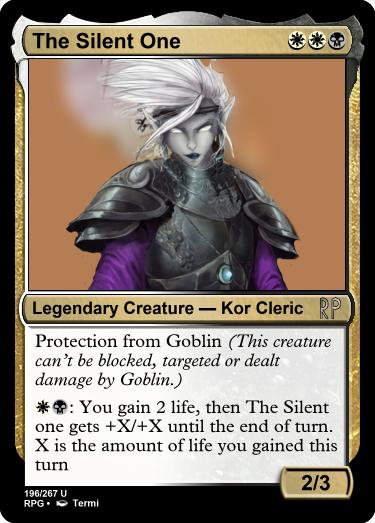 The Silent One
Legendary Creature — Kor Cleric RP
Protection from Goblin (This creature
can't be blocked, targeted or dealt
damage by Goblin.)
: You gain 2 life, then The Silent
one gets +X/+X until the end of turn.
X is the amount of life you gained this
turn
2/3
196/267 U
RPG • Termi